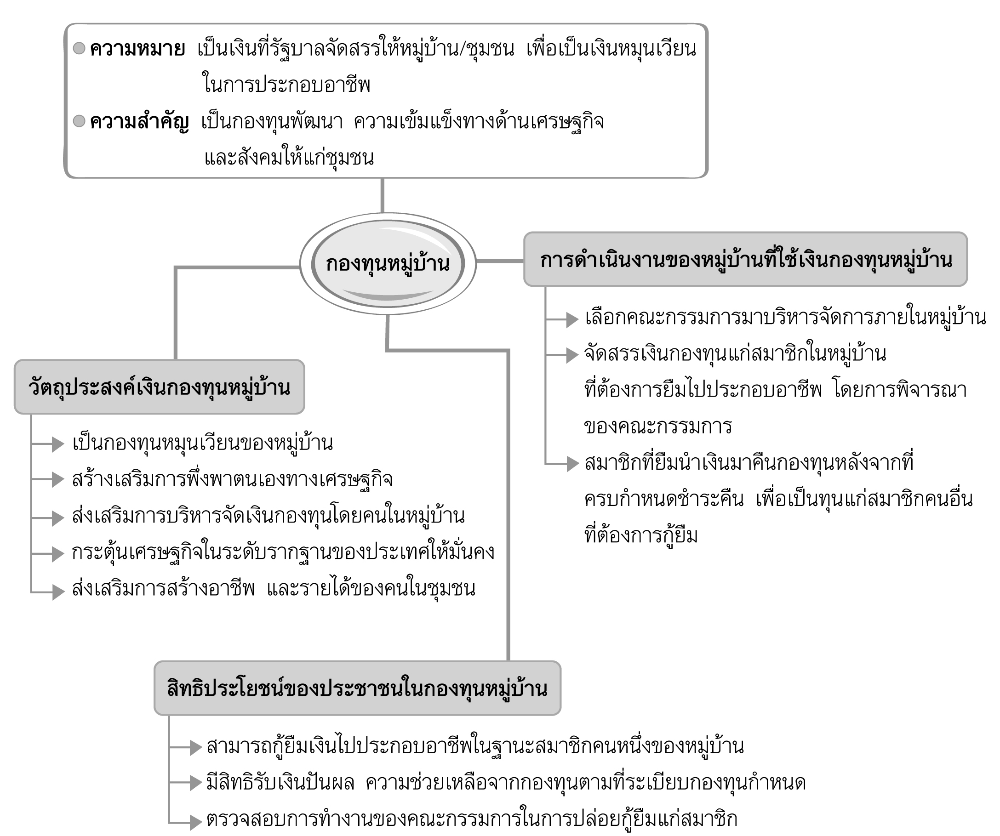 ความหมาย เป็นเงินที่รัฐบาลจัดสรรให้หมู่บ้าน/ชุมชน เพื่อเป็นเงินหมุนเวียน
ในการประกอบอาชีพ
ความสำคัญ เป็นกองทุนพัฒนา ความเข้มแข็งทางด้านเศรษฐกิจ
และสังคมให้แก่ชุมชน
กองทุนหมู่บ้าน
การดำเนินงานของหมู่บ้านที่ใช้เงินกองทุนหมู่บ้าน
เลือกคณะกรรมการมาบริหารจัดการภายในหมู่บ้าน
จัดสรรเงินกองทุนแก่สมาชิกในหมู่บ้าน
ที่ต้องการยืมไปประกอบอาชีพ โดยการพิจารณา
ของคณะกรรมการ
สมาชิกที่ยืมนำเงินมาคืนกองทุนหลังจากที่
ครบกำหนดชำระคืน เพื่อเป็นทุนแก่สมาชิกคนอื่น
ที่ต้องการกู้ยืม
วัตถุประสงค์เงินกองทุนหมู่บ้าน
เป็นกองทุนหมุนเวียนของหมู่บ้าน
สร้างเสริมการพึ่งพาตนเองทางเศรษฐกิจ
ส่งเสริมการบริหารจัดเงินกองทุนโดยคนในหมู่บ้าน
กระตุ้นเศรษฐกิจในระดับรากฐานของประเทศให้มั่นคง
ส่งเสริมการสร้างอาชีพ และรายได้ของคนในชุมชน
สิทธิประโยชน์ของประชาชนในกองทุนหมู่บ้าน
สามารถกู้ยืมเงินไปประกอบอาชีพในฐานะสมาชิกคนหนึ่งของหมู่บ้าน
มีสิทธิรับเงินปันผล ความช่วยเหลือจากกองทุนตามที่ระเบียบกองทุนกำหนด
ตรวจสอบการทำงานของคณะกรรมการในการปล่อยกู้ยืมแก่สมาชิก